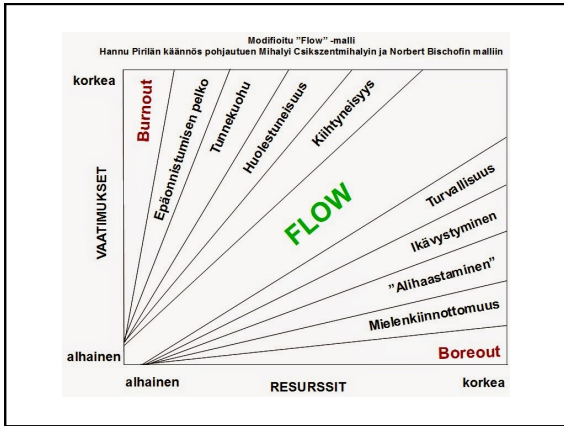 Modifioitu "Flow" -malli
Hannu Pirilän käännös pohjautuen Mihalyi Csikszentmihalyin ja Norbert Bischofin malliin
korkea
Burnout
Epäonnistumisen pelko
Tunnekuohu
Huolestuneisuus
Kiihtyneisyys
VAATIMUKSET
FLOW
Turvallisuus
Ikävystyminen
"Alihaastaminen"
Mielenkiinnottomuus
Boreout
alhainen
alhainen
RESURSSIT
korkea